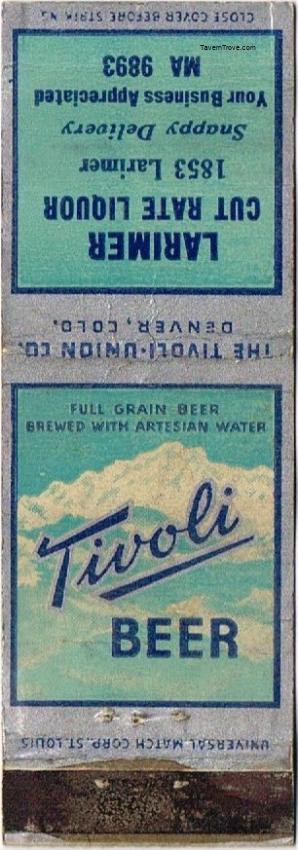 TavernTrove.com
CLOSE COVER BEFORE STRIKING
LARIMER
CUT RATE LIQUOR
1853 Larimer
Snappy Delivery
Your Business Appreciated
MA 9893
THE TIVOLI-UNION CO.
DENVER, COLO.
FULL GRAIN BEER
BREWED WITH ARTESIAN WATER
Tivoli
BEER
UNIVERSAL MATCH CORP. ST. LOUIS